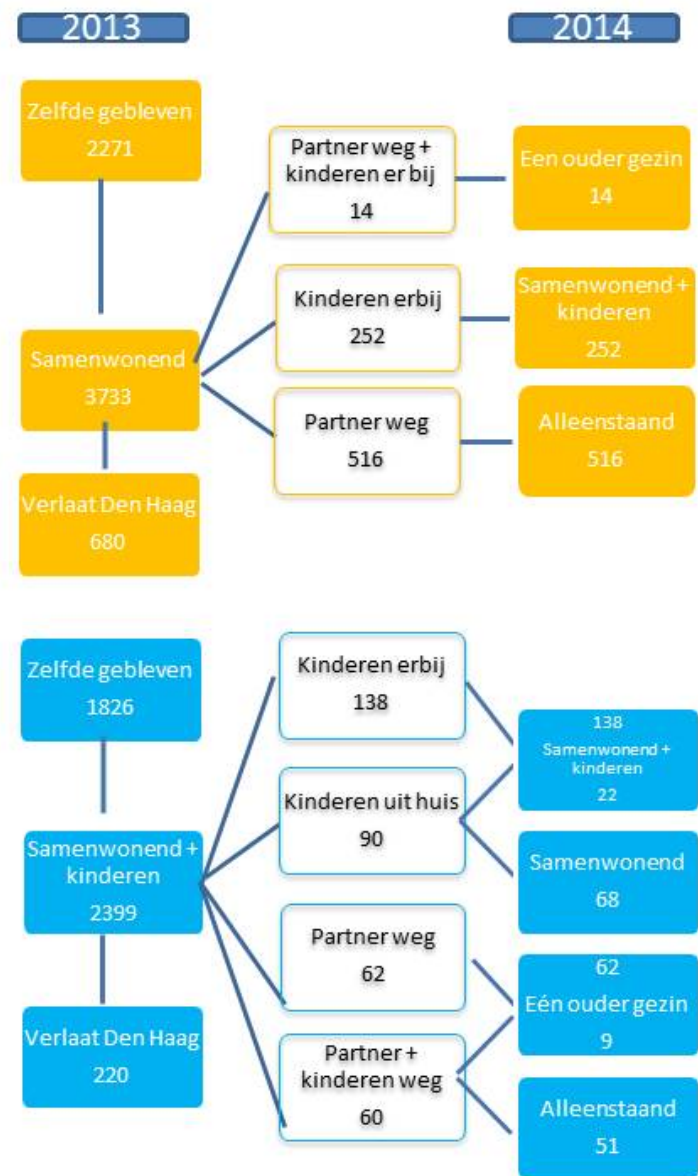 2013
2014
Zelfde gebleven
2271
Partner weg +
kinderen er bij
14
Een ouder gezin
14
Kinderen erbij
252
Samenwonend +
kinderen
252
Samenwonend
3733
Partner weg
516
Alleenstaand
516
Verlaat Den Haag
680
Zelfde gebleven
1826
Kinderen erbij
138
138
Samenwonend +
kinderen
22
Kinderen uit huis
90
Samenwonend +
kinderen
2399
Samenwonend
68
Partner weg
62
62
Eén ouder gezin
9
Verlaat Den Haag
220
Partner +
kinderen weg
60
Alleenstaand
51